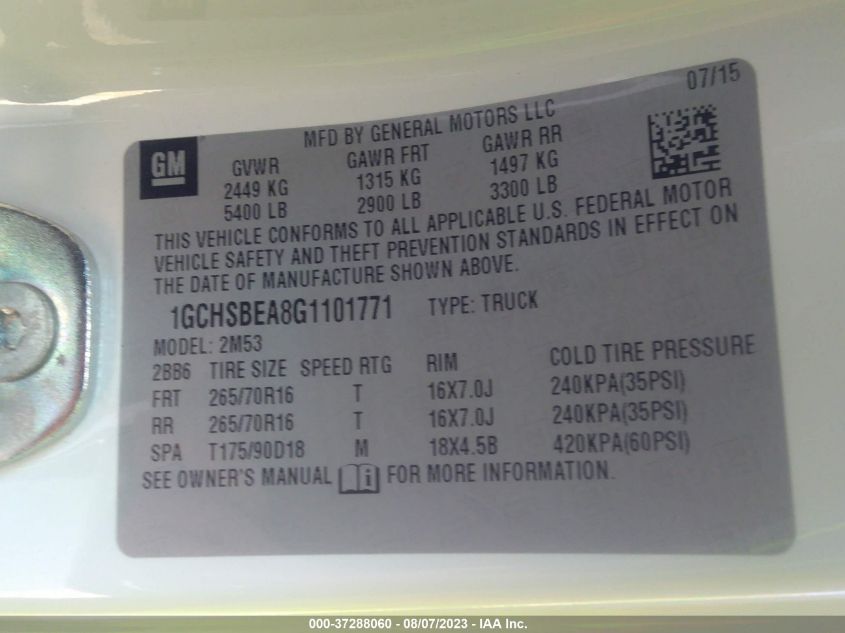 07/15
MFD BY GENERAL MOTORS LLC
GM
GVWR GAWR FRT GAWR RR
2449 KG 1315 KG 1497 KG
5400 LB 2900 LB 3300 LB
THIS VEHICLE CONFORMS TO ALL APPLICABLE U.S. FEDERAL MOTOR
VEHICLE SAFETY AND THEFT PREVENTION STANDARDS IN EFFECT ON
THE DATE OF MANUFACTURE SHOWN ABOVE.
1GCHSBEA8G1101771 TYPE: TRUCK
MODEL: 2M53
2BB6 TIRE SIZE SPEED RTG RIM COLD TIRE PRESSURE
FRT 265/70R16 T 16X7.0J 240KPA(35PSI)
RR 265/70R16 T 16X7.0J 240KPA(35PSI)
SPA T175/90D18 M 18X4.5B 420KPA(60PSI)
SEE OWNER'S MANUAL i FOR MORE INFORMATION.
000-37288060 - 08/07/2023 - IAA Inc.